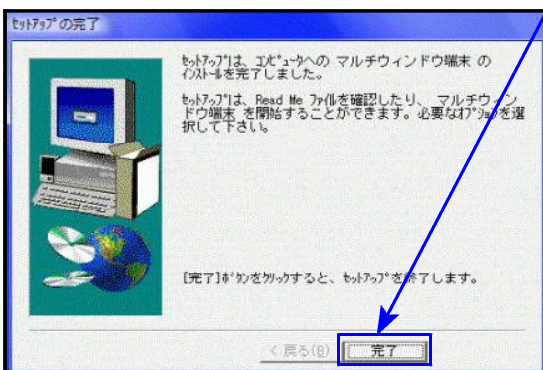 ｾｯﾄｱｯﾌﾟの完了
ｾｯﾄｱｯﾌﾟは、ｺﾝﾋﾟｭｰﾀへの マルチウィンドウ端末 の
ｲﾝｽﾄｰﾙを完了しました。
ｾｯﾄｱｯﾌﾟは、Read Me ﾌｧｲﾙを確認したり、 マルチウィン
ドウ端末 を開始することができます。必要なｵﾌﾟｼｮﾝを選
択して下さい。
[完了]ﾎﾞﾀﾝをｸﾘｯｸすると、ｾｯﾄｱｯﾌﾟを終了します。
< 戻る(B)
完了